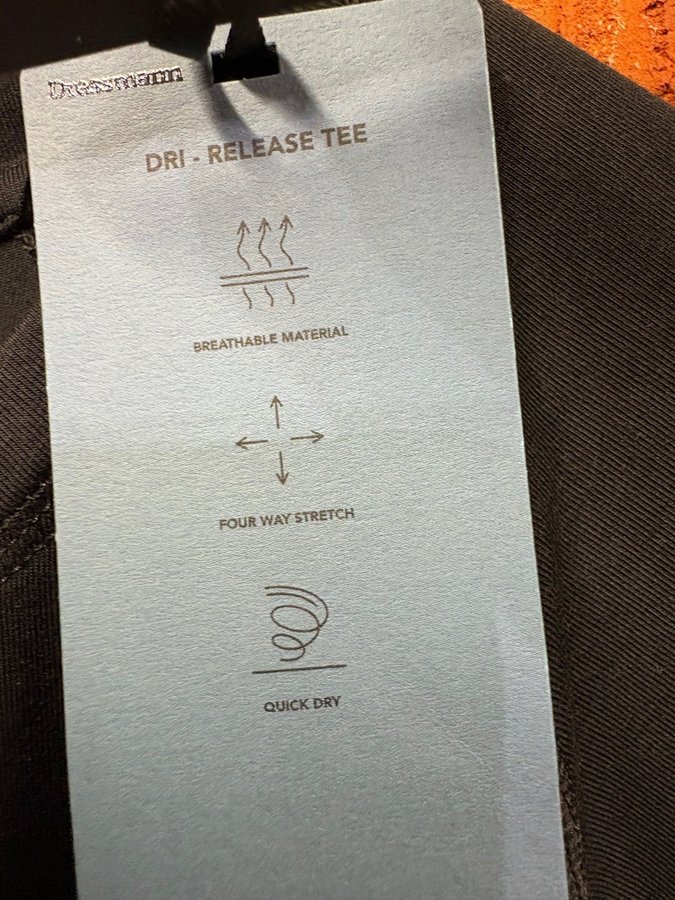 Dressmann
DRI - RELEASE TEE
BREATHABLE MATERIAL
FOUR WAY STRETCH
QUICK DRY